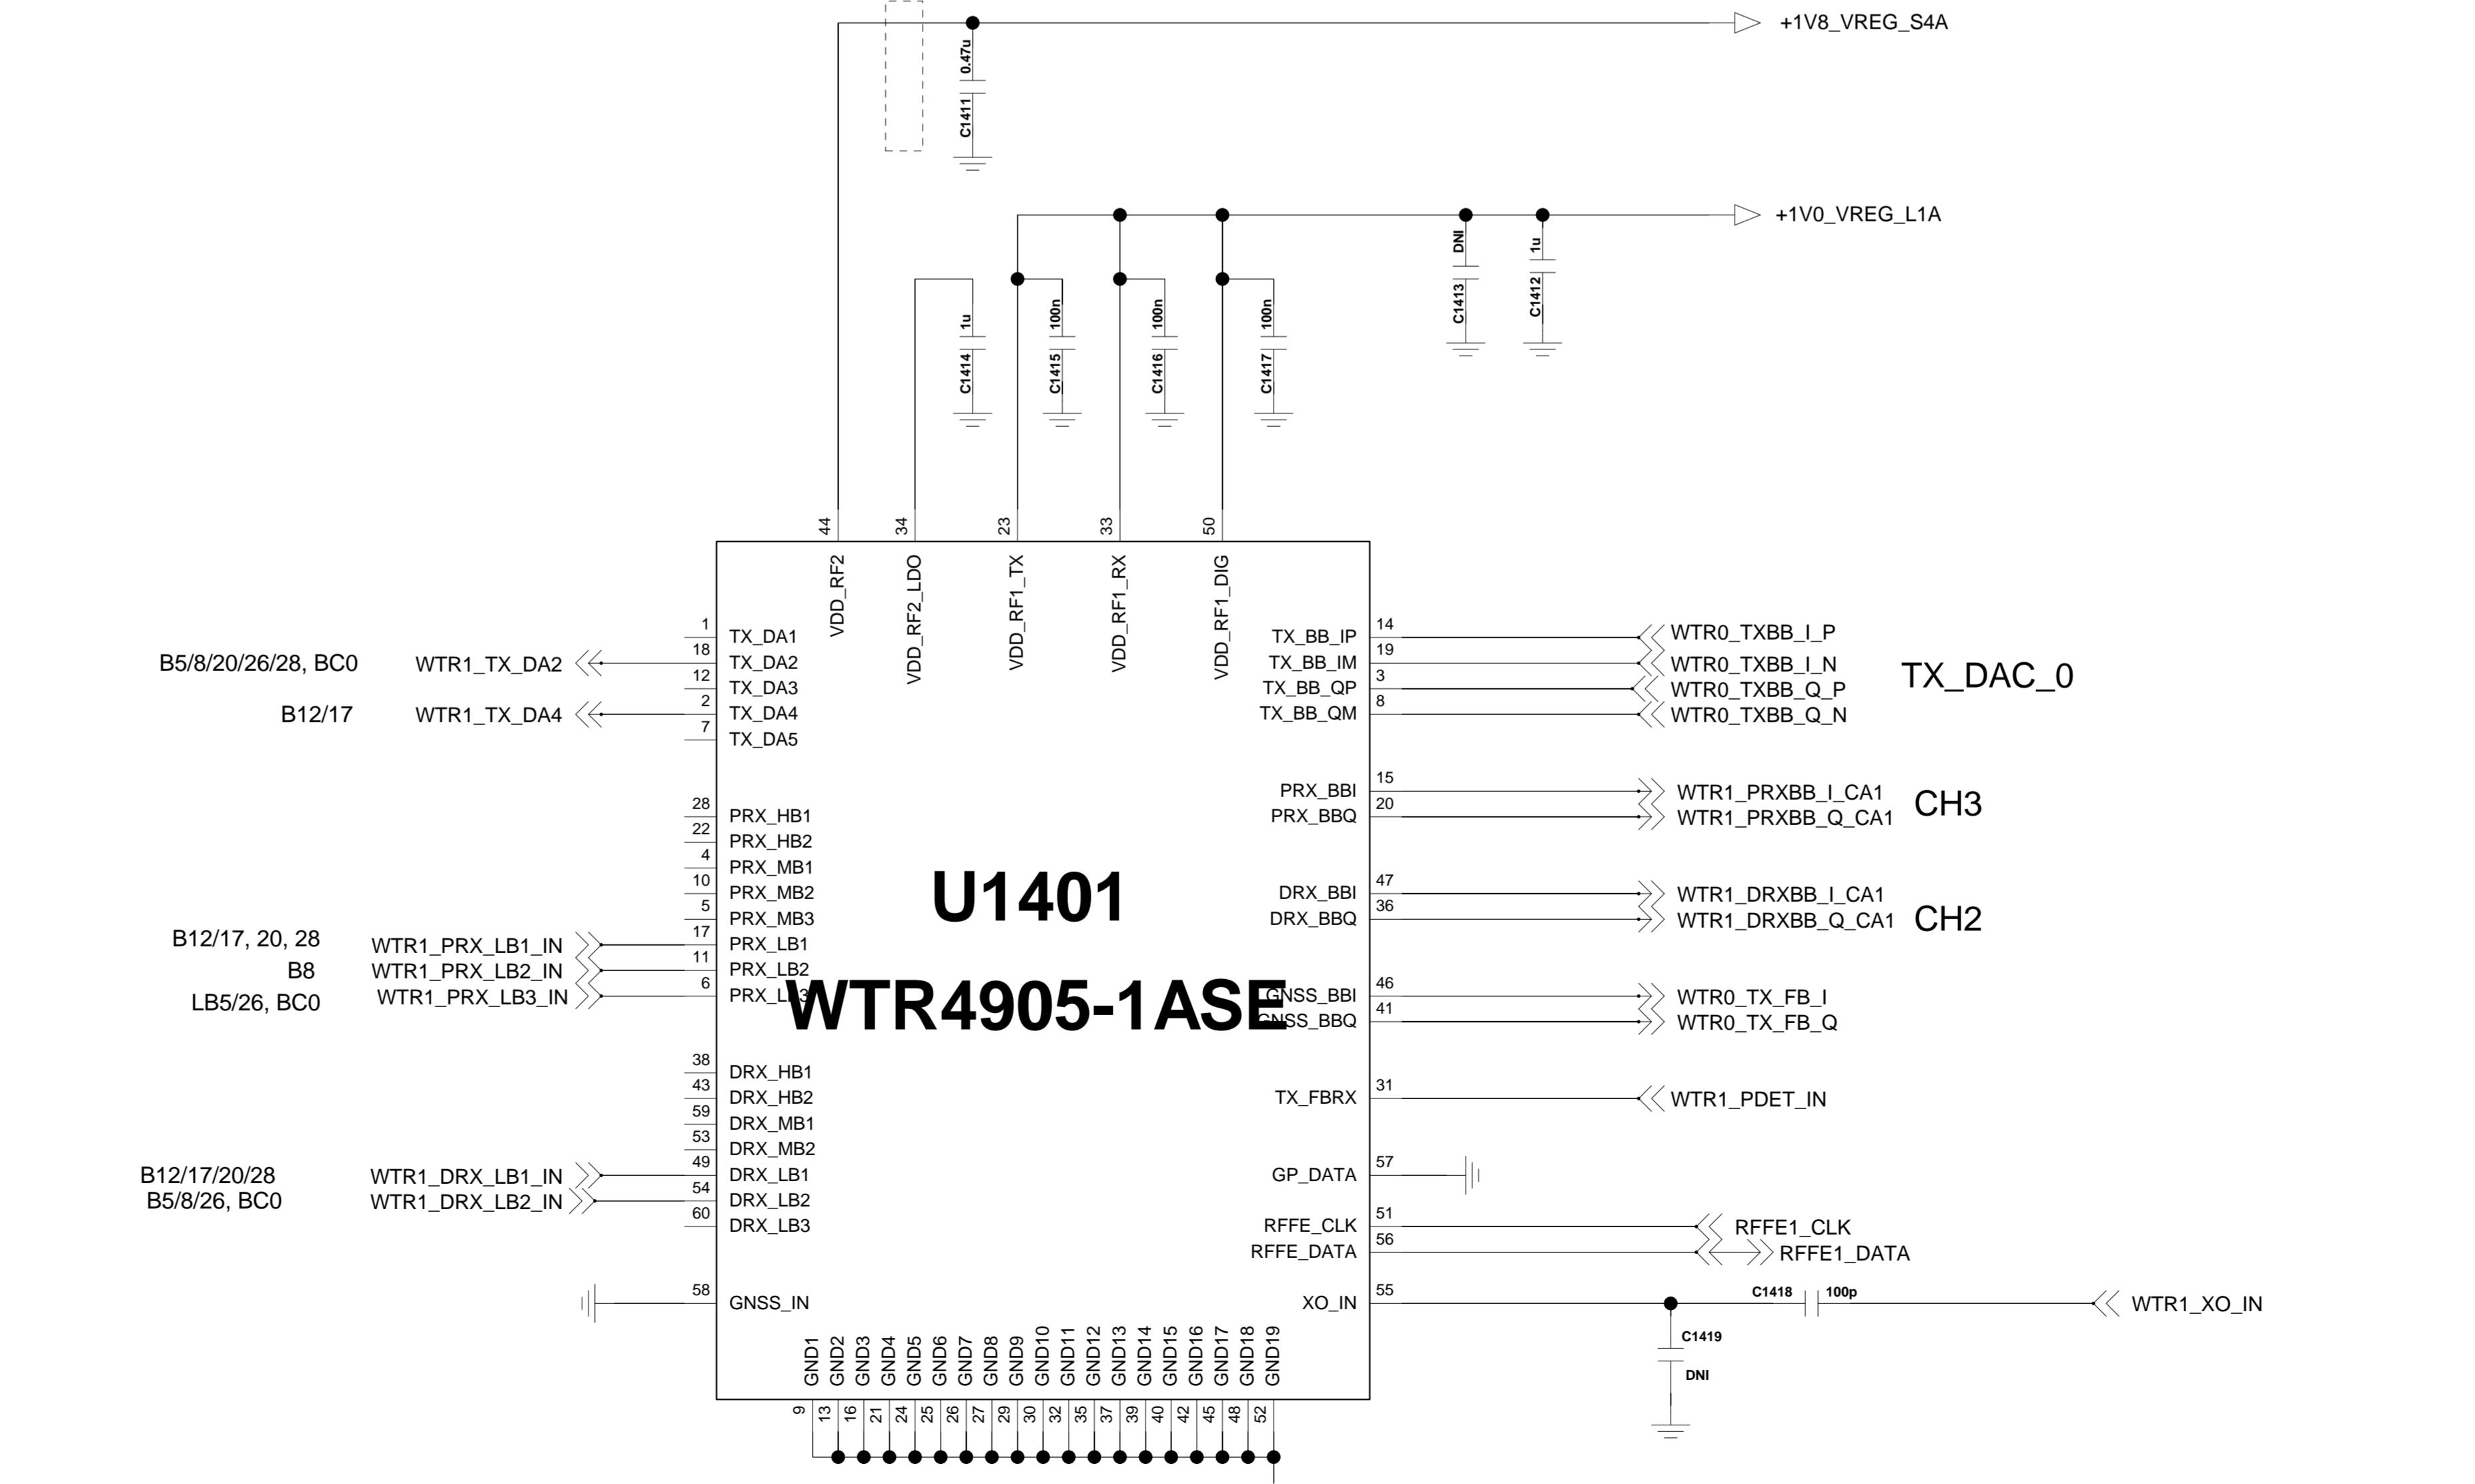 +1V8_VREG_S4A
0.47u
C1411
+1V0_VREG_L1A
DNI
C1413
1u
C1412
1u
C1414
100n
C1415
100n
C1416
100n
C1417
44
34
23
33
50
VDD_RF2
VDD_RF2_LDO
VDD_RF1_TX
VDD_RF1_RX
VDD_RF1_DIG
1 TX_DA1
B5/8/20/26/28, BC0 WTR1_TX_DA2 18 TX_DA2
12 TX_DA3
B12/17 WTR1_TX_DA4 2 TX_DA4
7 TX_DA5
28 PRX_HB1
22 PRX_HB2
4 PRX_MB1
10 PRX_MB2
5 PRX_MB3
B12/17, 20, 28 WTR1_PRX_LB1_IN 17 PRX_LB1
B8 WTR1_PRX_LB2_IN 11 PRX_LB2
LB5/26, BC0 WTR1_PRX_LB3_IN 6 PRX_LB3
38 DRX_HB1
43 DRX_HB2
59 DRX_MB1
53 DRX_MB2
B12/17/20/28 WTR1_DRX_LB1_IN 49 DRX_LB1
B5/8/26, BC0 WTR1_DRX_LB2_IN 54 DRX_LB2
60 DRX_LB3
58 GNSS_IN
U1401
WTR4905-1ASE
TX_BB_IP 14 WTR0_TXBB_I_P
TX_BB_IM 19 WTR0_TXBB_I_N
TX_BB_QP 3 WTR0_TXBB_Q_P
TX_BB_QM 8 WTR0_TXBB_Q_N
TX_DAC_0
PRX_BBI 15 WTR1_PRXBB_I_CA1
PRX_BBQ 20 WTR1_PRXBB_Q_CA1
CH3
DRX_BBI 47 WTR1_DRXBB_I_CA1
DRX_BBQ 36 WTR1_DRXBB_Q_CA1
CH2
GNSS_BBI 46 WTR0_TX_FB_I
GNSS_BBQ 41 WTR0_TX_FB_Q
TX_FBRX 31 WTR1_PDET_IN
GP_DATA 57
RFFE_CLK 51 RFFE1_CLK
RFFE_DATA 56 RFFE1_DATA
XO_IN 55 C1418 100p WTR1_XO_IN
C1419
DNI
GND1
GND2
GND3
GND4
GND5
GND6
GND7
GND8
GND9
GND10
GND11
GND12
GND13
GND14
GND15
GND16
GND17
GND18
GND19
9
13
16
21
24
25
26
27
29
30
32
35
37
39
40
42
45
48
52